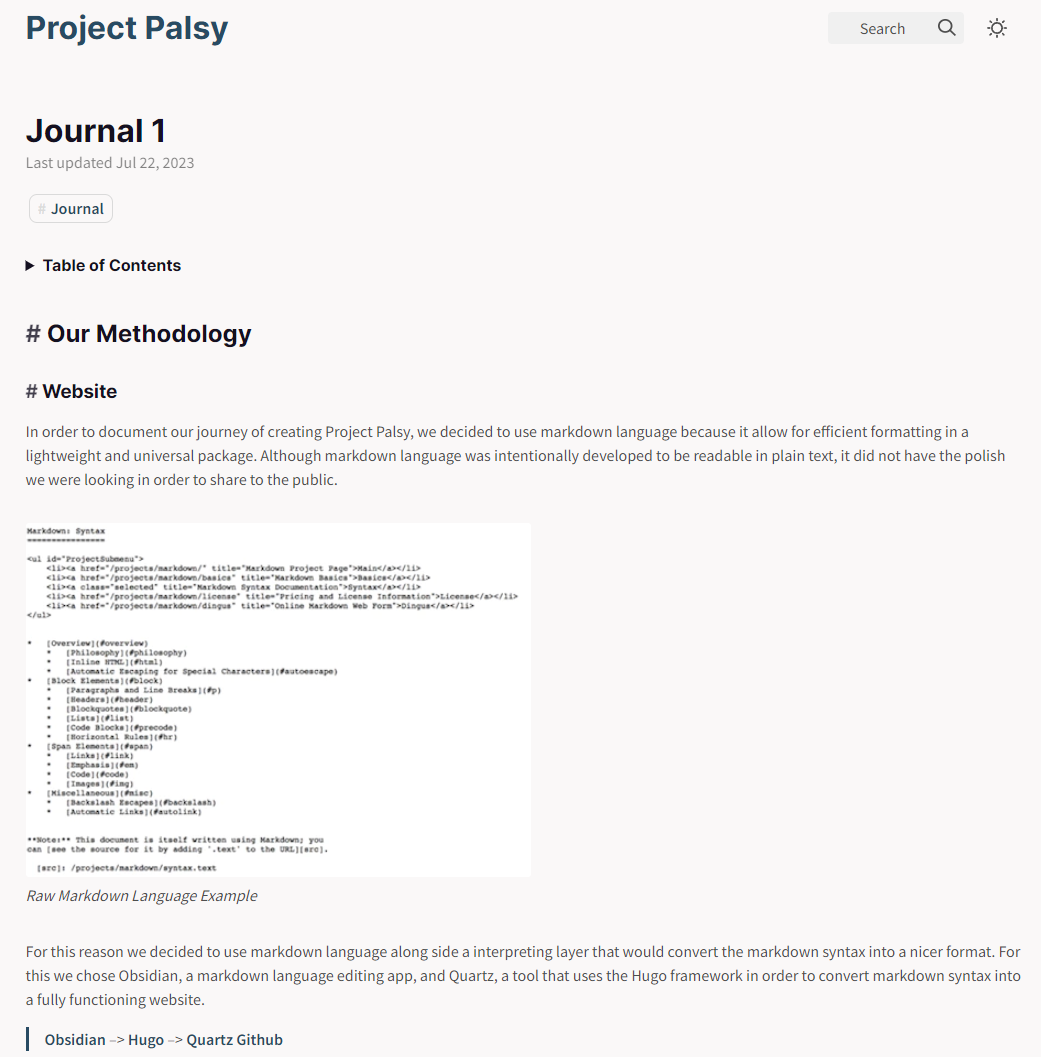 Project Palsy
Search
Journal 1
Last updated Jul 22, 2023
# Journal
Table of Contents
# Our Methodology
# Website
In order to document our journey of creating Project Palsy, we decided to use markdown language because it allow for efficient formatting in a
lightweight and universal package. Although markdown language was intentionally developed to be readable in plain text, it did not have the polish
we were looking in order to share to the public.
Markdown: Syntax
================
<ul id="ProjectSubmenu">
<li><a href="/projects/markdown/" title="Markdown Project Page">Main</a></li>
<li><a href="/projects/markdown/basics" title="Markdown Basics">Basics</a></li>
<li><a class="selected" title="Markdown Syntax Documentation">Syntax</a></li>
<li><a href="/projects/markdown/license" title="Pricing and License Information">License</a></li>
<li><a href="/projects/markdown/dingus" title="Online Markdown Web Form">Dingus</a></li>
</ul>
* [Overview](#overview)
* [Philosophy](#philosophy)
* [Inline HTML](#html)
* [Automatic Escaping for Special Characters](#autoescape)
* [Block Elements](#block)
* [Paragraphs and Line Breaks](#p)
* [Headers](#header)
* [Blockquotes](#blockquote)
* [Lists](#list)
* [Code Blocks](#precode)
* [Horizontal Rules](#hr)
* [Span Elements](#span)
* [Links](#link)
* [Emphasis](#em)
* [Code](#code)
* [Images](#img)
* [Miscellaneous](#misc)
* [Backslash Escapes](#backslash)
* [Automatic Links](#autolink)
**Note:** This document is itself written using Markdown; you
can [see the source for it by adding '.text' to the URL][src].
[src]: /projects/markdown/syntax.text
Raw Markdown Language Example
For this reason we decided to use markdown language along side a interpreting layer that would convert the markdown syntax into a nicer format. For
this we chose Obsidian, a markdown language editing app, and Quartz, a tool that uses the Hugo framework in order to convert markdown syntax into
a fully functioning website.
Obsidian –> Hugo –> Quartz Github